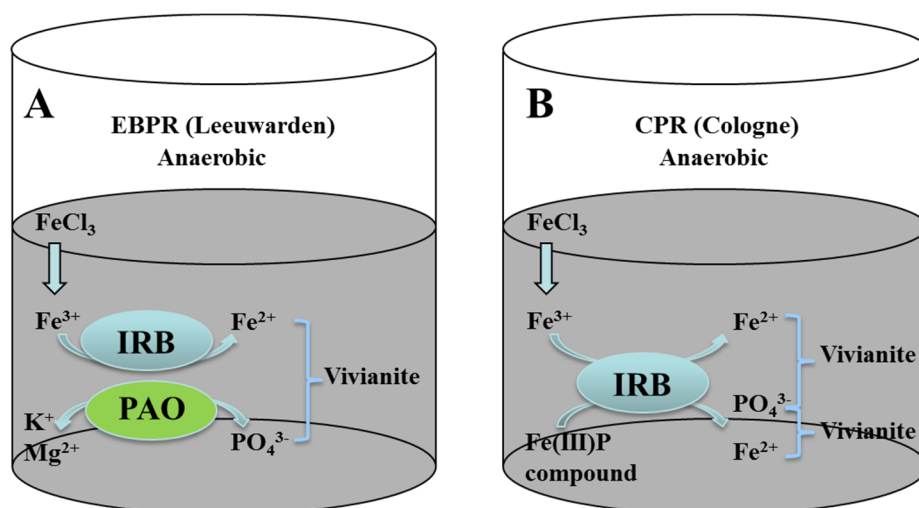 A
EBPR (Leeuwarden)
Anaerobic
FeCl₃
Fe³⁺
IRB
Fe²⁺
Vivianite
PAO
K⁺
Mg²⁺
PO₄³⁻
B
CPR (Cologne)
Anaerobic
FeCl₃
Fe³⁺
Fe²⁺
Vivianite
IRB
PO₄³⁻
Vivianite
Fe(III)P
compound
Fe²⁺